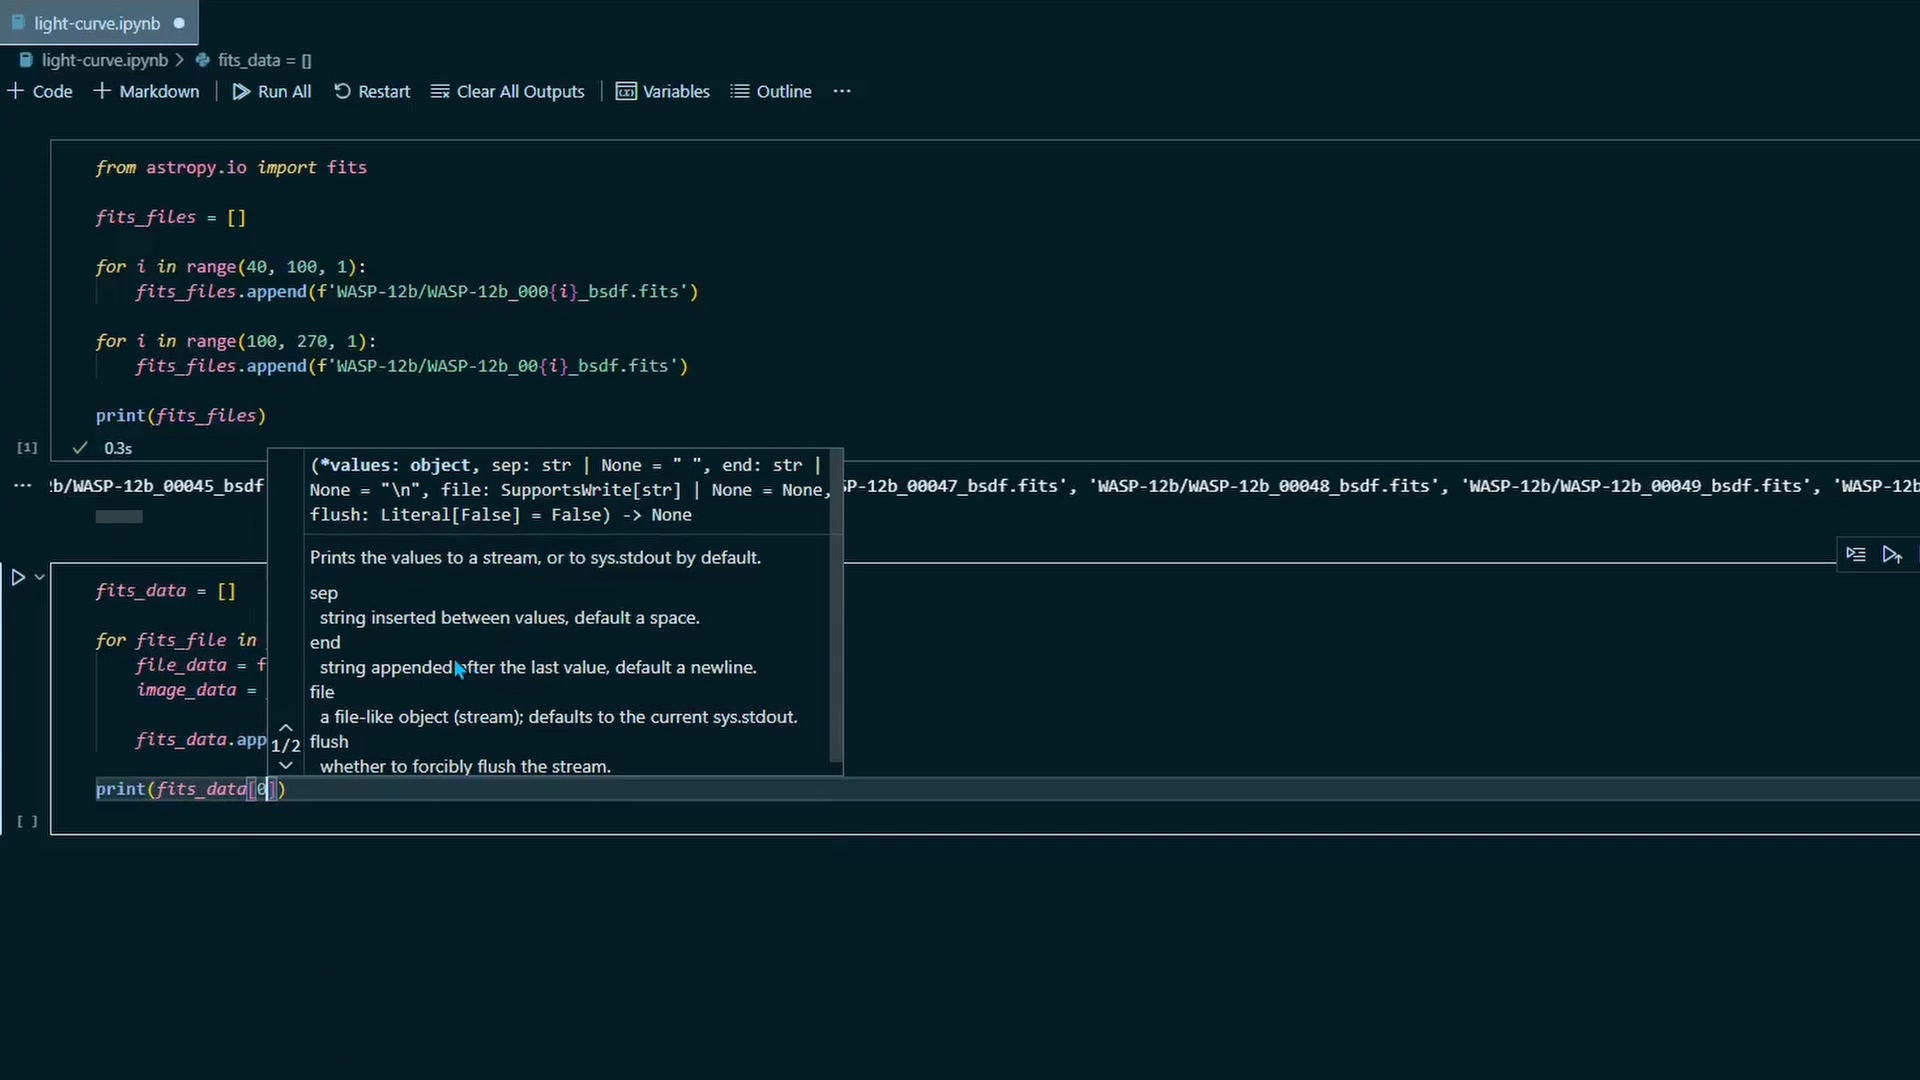 light-curve.ipynb
light-curve.ipynb > fits_data = []
+ Code + Markdown Run All Restart Clear All Outputs Variables Outline ...
from astropy.io import fits
fits_files = []
for i in range(40, 100, 1):
fits_files.append(f'WASP-12b/WASP-12b_000{i}_bsdf.fits')
for i in range(100, 270, 1):
fits_files.append(f'WASP-12b/WASP-12b_00{i}_bsdf.fits')
print(fits_files)
[1] 0.3s
... b/WASP-12b_00045_bsdf SP-12b_00047_bsdf.fits', 'WASP-12b/WASP-12b_00048_bsdf.fits', 'WASP-12b/WASP-12b_00049_bsdf.fits', 'WASP-12b
(*values: object, sep: str | None = " ", end: str |
None = "\n", file: SupportsWrite[str] | None = None,
flush: Literal[False] = False) -> None
Prints the values to a stream, or to sys.stdout by default.
sep
string inserted between values, default a space.
end
string appended after the last value, default a newline.
file
a file-like object (stream); defaults to the current sys.stdout.
flush
whether to forcibly flush the stream.
1/2
fits_data = []
for fits_file in
file_data = f
image_data =
fits_data.app
print(fits_data[0])
[ ]